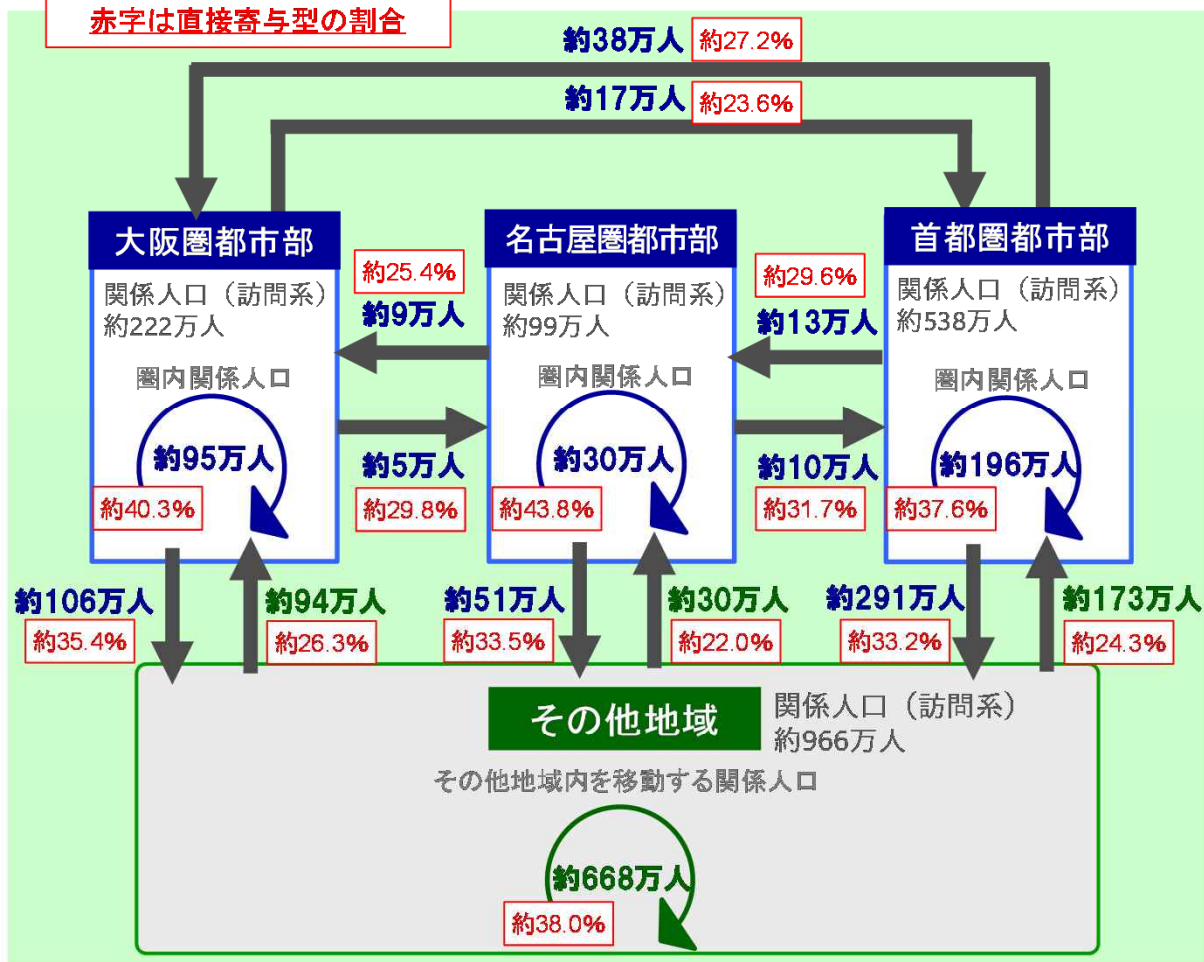 赤字は直接寄与型の割合
約38万人 約27.2%
約17万人 約23.6%
大阪圏都市部
関係人口（訪問系）
約222万人
圏内関係人口
約95万人
約40.3%
約25.4%
約9万人
約5万人
約29.8%
名古屋圏都市部
関係人口（訪問系）
約99万人
圏内関係人口
約30万人
約43.8%
約29.6%
約13万人
約10万人
約31.7%
首都圏都市部
関係人口（訪問系）
約538万人
圏内関係人口
約196万人
約37.6%
約106万人
約35.4%
約94万人
約26.3%
約51万人
約33.5%
約30万人
約22.0%
約291万人
約33.2%
約173万人
約24.3%
その他地域
関係人口（訪問系）
約966万人
その他地域内を移動する関係人口
約668万人
約38.0%